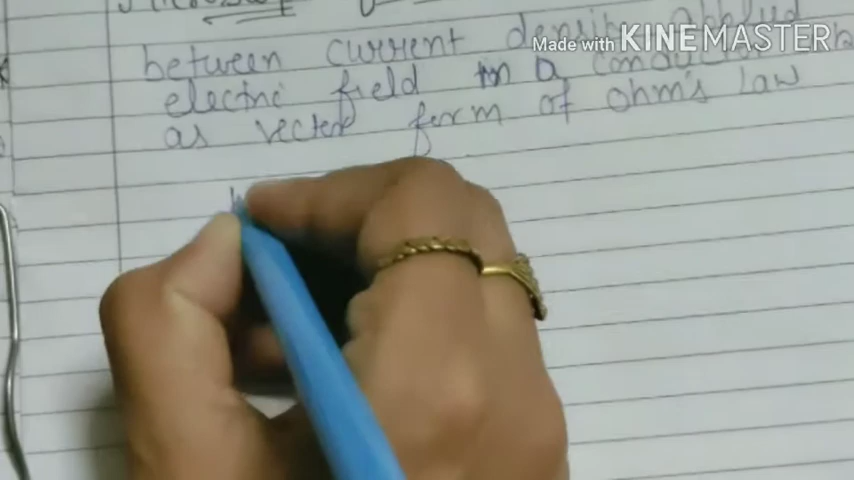 between current density applied
electric field in a conductor
as vector form of ohm's law
Made with KINEMASTER